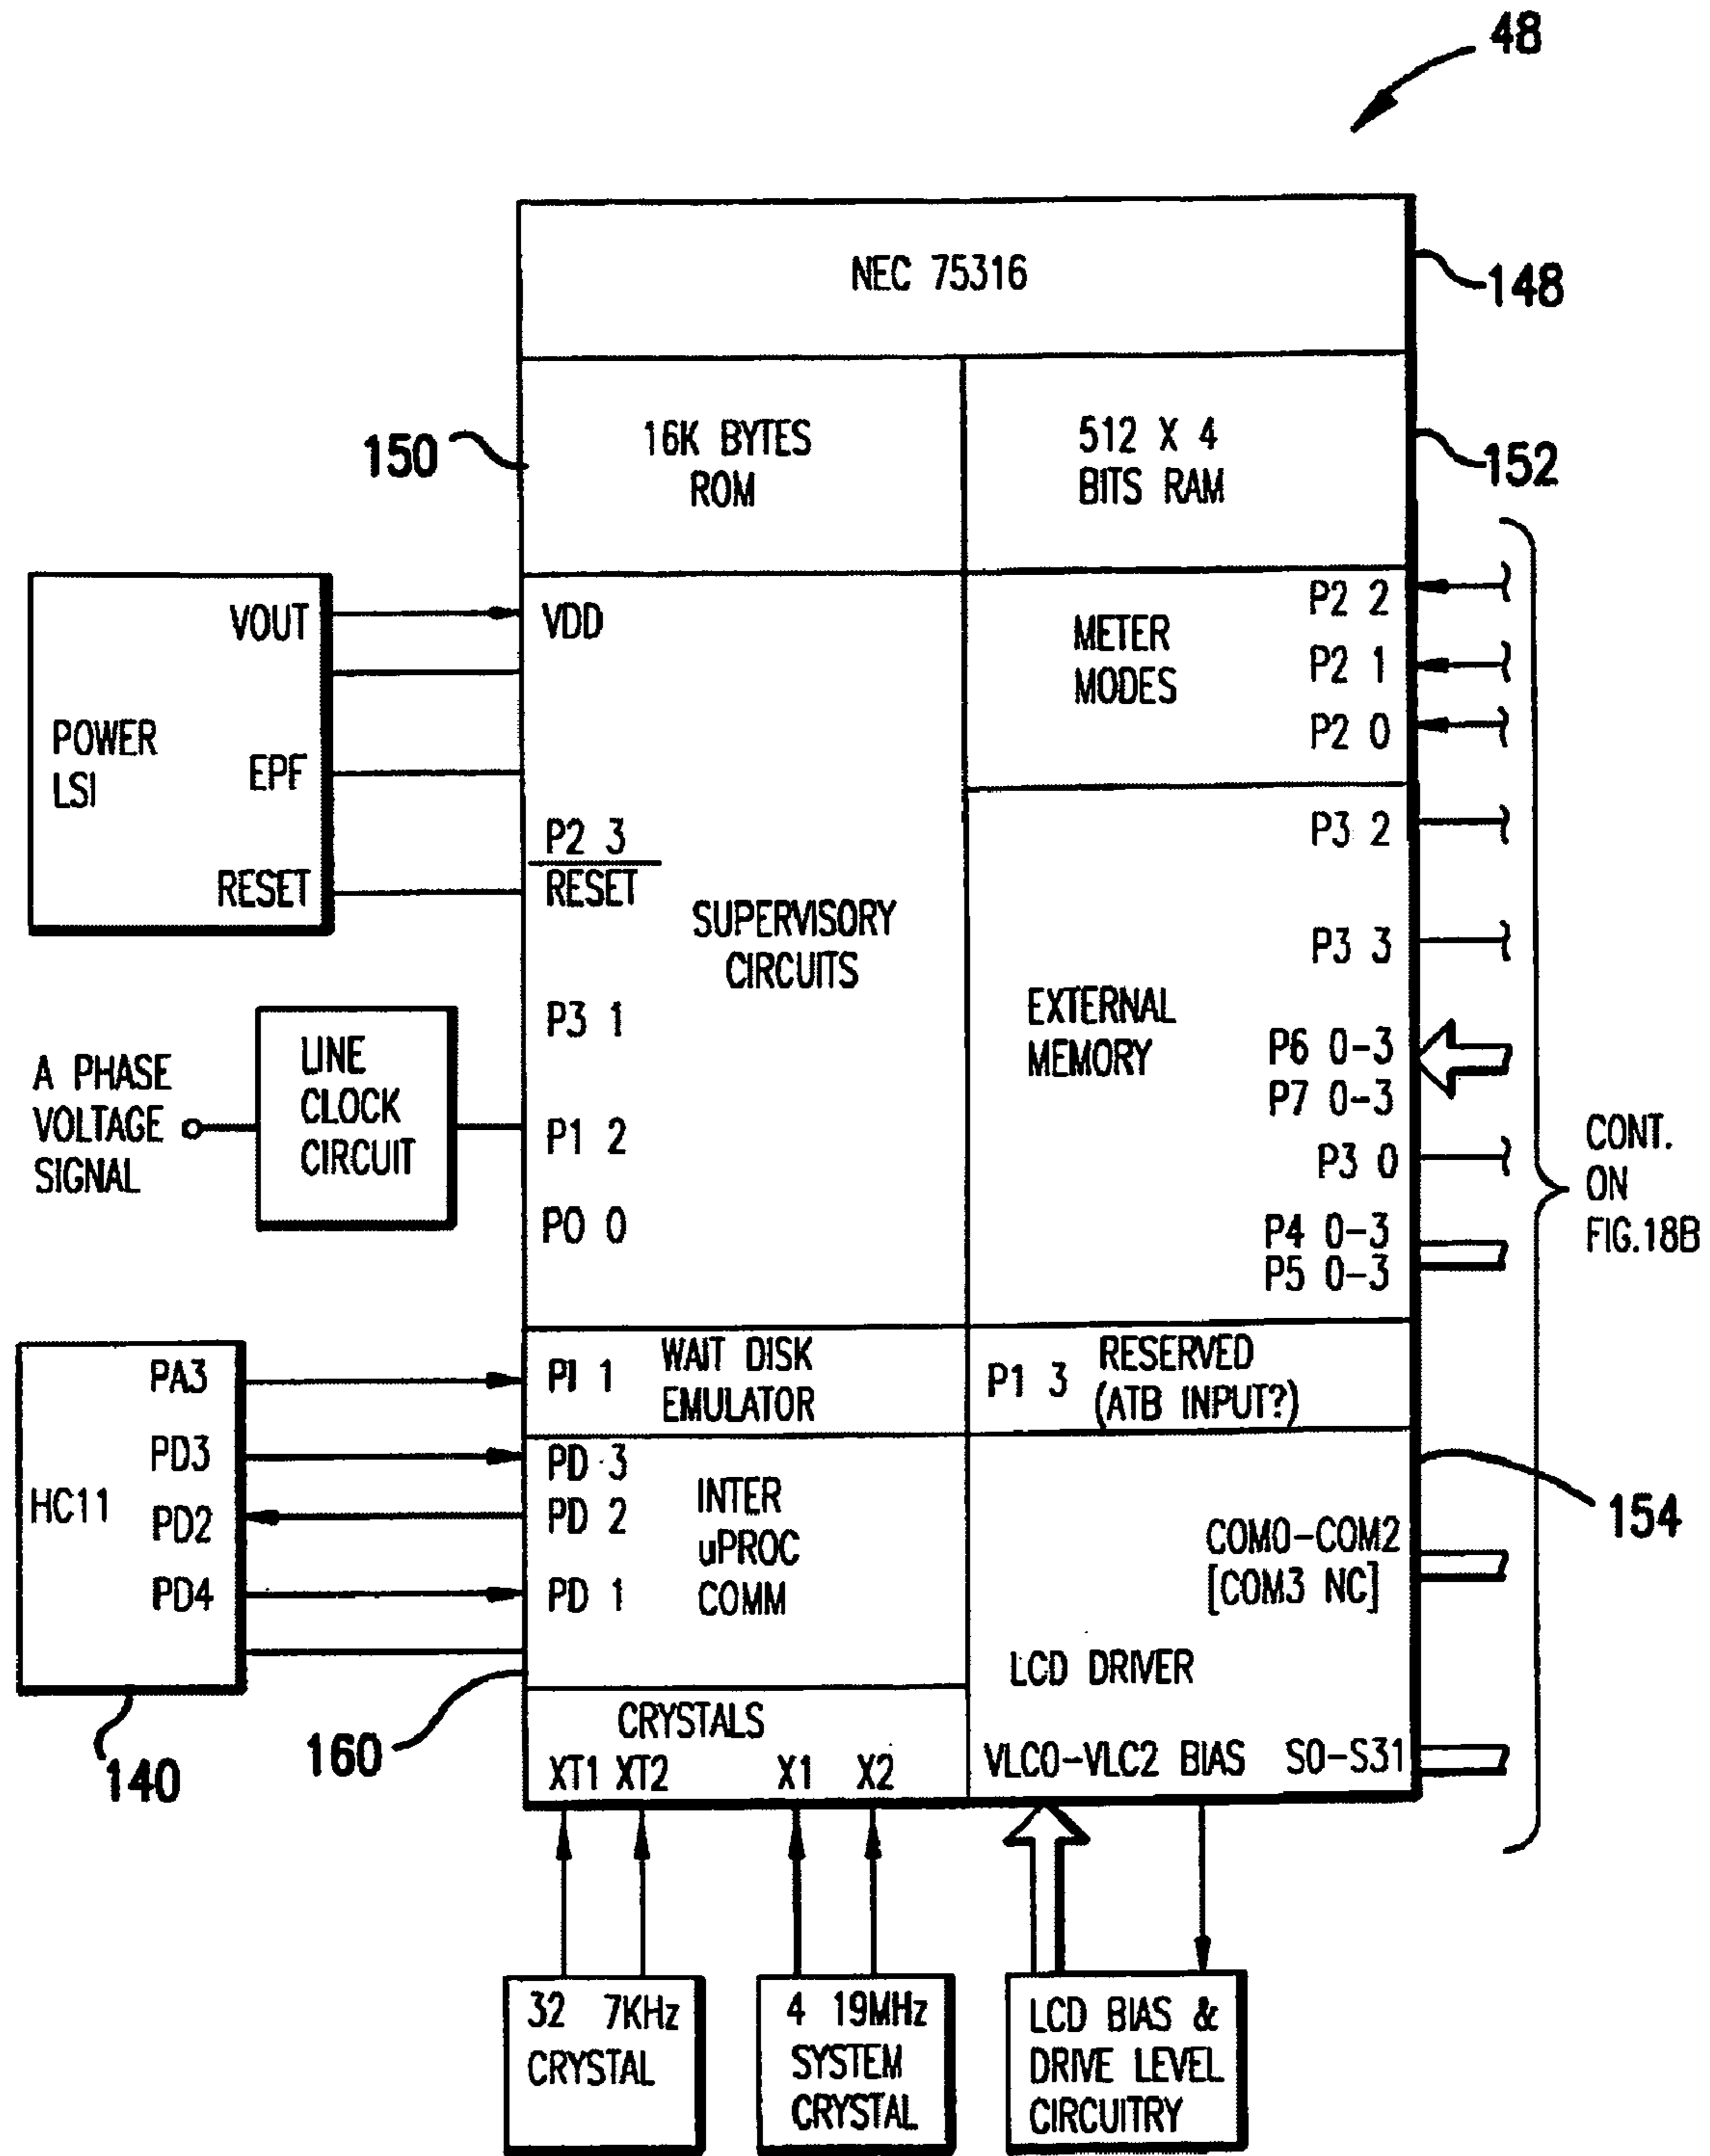 48
NEC 75316
148
150
16K BYTES
ROM
512 X 4
BITS RAM
152
POWER
LSI
VOUT
EPF
RESET
VDD
P2 3
RESET
SUPERVISORY
CIRCUITS
P3 1
P1 2
P0 0
METER
MODES
P2 2
P2 1
P2 0
EXTERNAL
MEMORY
P3 2
P3 3
P6 0-3
P7 0-3
P3 0
P4 0-3
P5 0-3
CONT.
ON
FIG.18B
A PHASE
VOLTAGE
SIGNAL
LINE
CLOCK
CIRCUIT
HC11
PA3
PD3
PD2
PD4
140
PI 1
WAIT DISK
EMULATOR
P1 3
RESERVED
(ATB INPUT?)
PD 3
PD 2
PD 1
INTER
uPROC
COMM
160
154
COM0-COM2
[COM3 NC]
LCD DRIVER
VLC0-VLC2 BIAS S0-S31
CRYSTALS
XT1 XT2 X1 X2
32 7KHz
CRYSTAL
4 19MHz
SYSTEM
CRYSTAL
LCD BIAS &
DRIVE LEVEL
CIRCUITRY